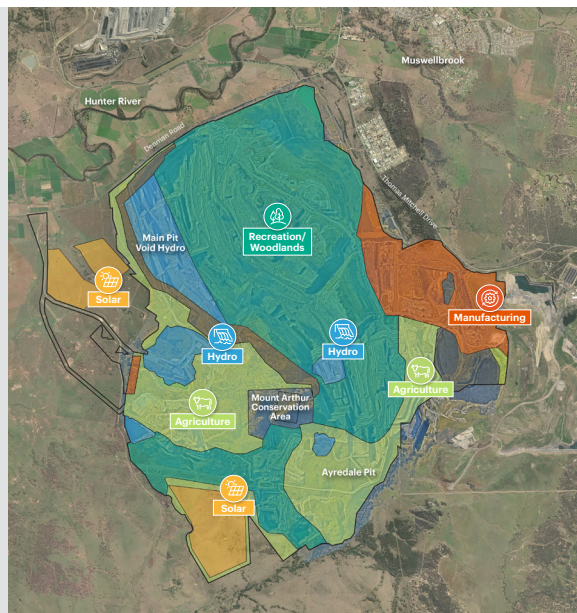 Muswellbrook
Hunter River
Denman Road
Thomas Mitchell Drive
Main Pit
Void Hydro
Recreation/
Woodlands
Solar
Manufacturing
Hydro
Hydro
Agriculture
Mount Arthur
Conservation
Area
Agriculture
Ayredale Pit
Solar